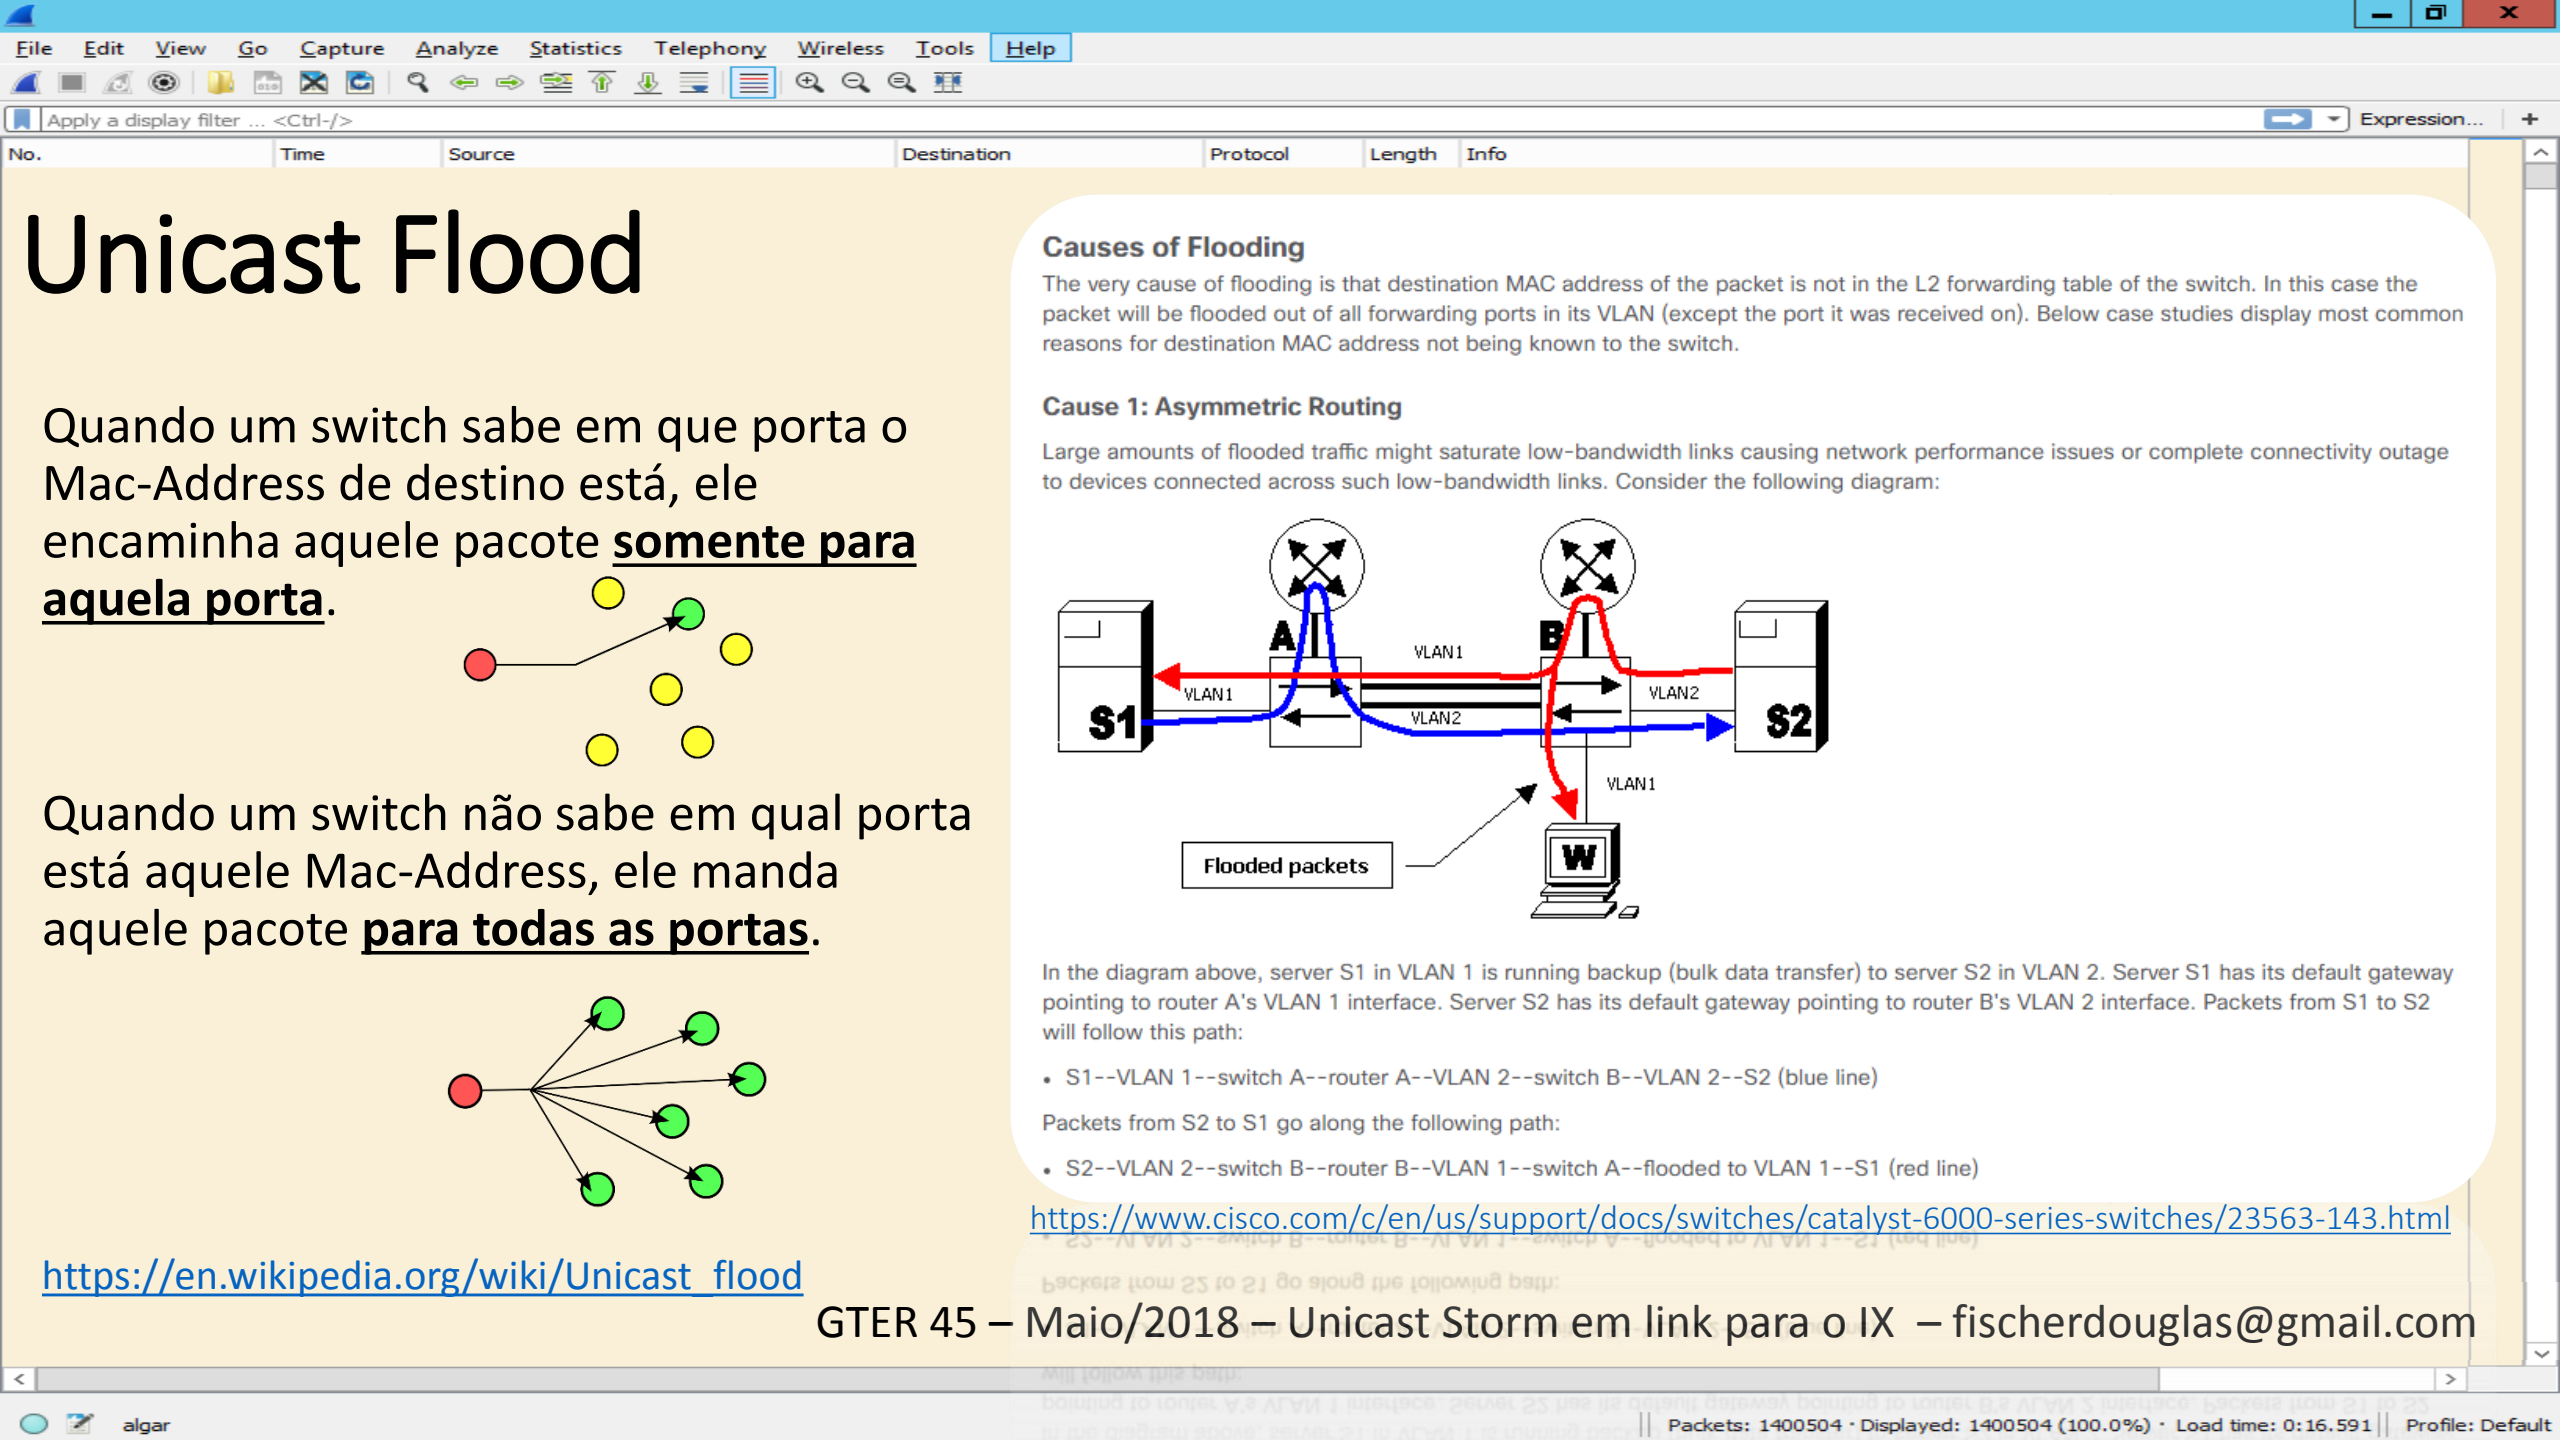 File Edit View Go Capture Analyze Statistics Telephony Wireless Tools Help
Apply a display filter ... <Ctrl-/>
Expression... +
No. Time Source Destination Protocol Length Info
Unicast Flood
Quando um switch sabe em que porta o
Mac-Address de destino está, ele
encaminha aquele pacote somente para
aquela porta.
Quando um switch não sabe em qual porta
está aquele Mac-Address, ele manda
aquele pacote para todas as portas.
https://en.wikipedia.org/wiki/Unicast_flood
Causes of Flooding
The very cause of flooding is that destination MAC address of the packet is not in the L2 forwarding table of the switch. In this case the
packet will be flooded out of all forwarding ports in its VLAN (except the port it was received on). Below case studies display most common
reasons for destination MAC address not being known to the switch.
Cause 1: Asymmetric Routing
Large amounts of flooded traffic might saturate low-bandwidth links causing network performance issues or complete connectivity outage
to devices connected across such low-bandwidth links. Consider the following diagram:
A B
VLAN1
VLAN1 VLAN2
S1 VLAN2 S2
VLAN1
Flooded packets
W
In the diagram above, server S1 in VLAN 1 is running backup (bulk data transfer) to server S2 in VLAN 2. Server S1 has its default gateway
pointing to router A's VLAN 1 interface. Server S2 has its default gateway pointing to router B's VLAN 2 interface. Packets from S1 to S2
will follow this path:
• S1--VLAN 1--switch A--router A--VLAN 2--switch B--VLAN 2--S2 (blue line)
Packets from S2 to S1 go along the following path:
• S2--VLAN 2--switch B--router B--VLAN 1--switch A--flooded to VLAN 1--S1 (red line)
https://www.cisco.com/c/en/us/support/docs/switches/catalyst-6000-series-switches/23563-143.html
GTER 45 – Maio/2018 – Unicast Storm em link para o IX – fischerdouglas@gmail.com
algar
Packets: 1400504 · Displayed: 1400504 (100.0%) · Load time: 0:16.591
Profile: Default